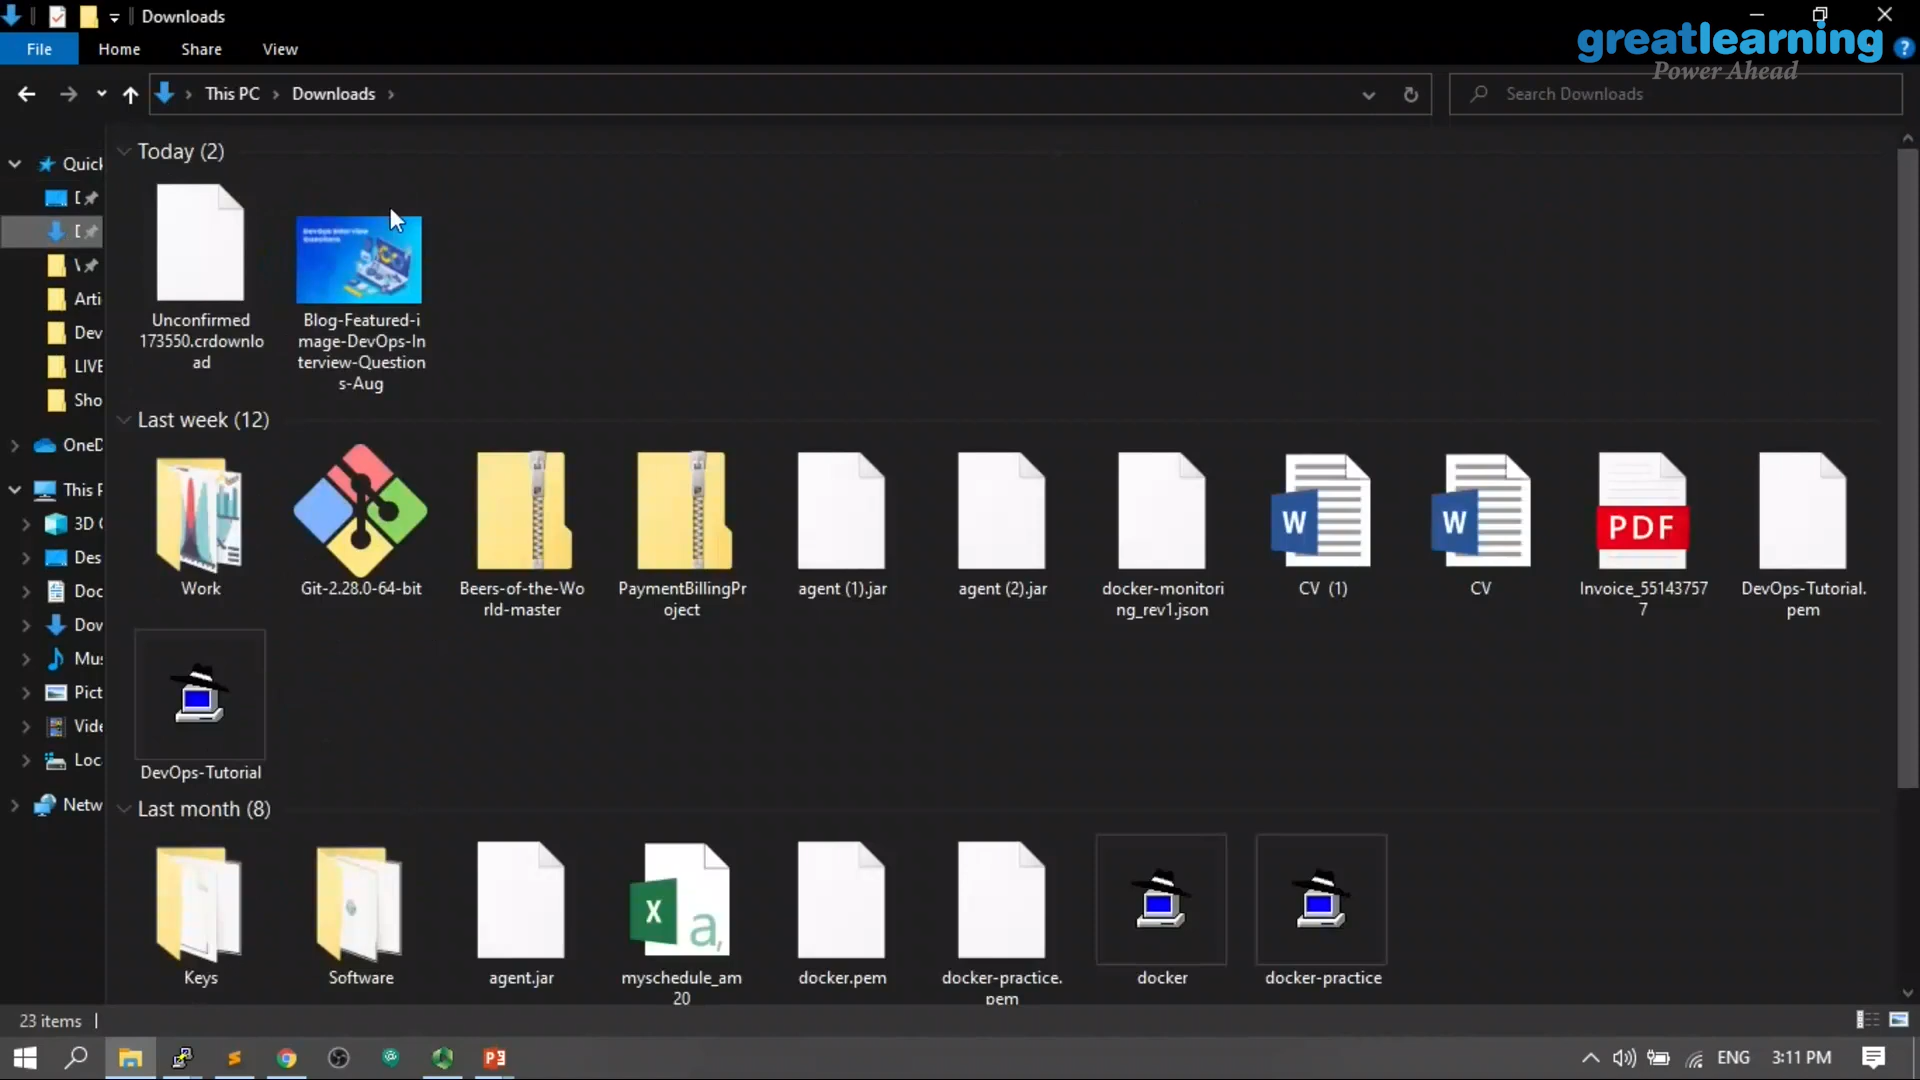 Downloads
File
Home
Share
View
greatlearning
Power Ahead
This PC
Downloads
Search Downloads
Quick
Arti
Dev
LIVE
Sho
OneD
This P
3D
Des
Doc
Dow
Mus
Pict
Vide
Loc
Netw
Today (2)
Unconfirmed
173550.crdownlo
ad
Blog-Featured-i
mage-DevOps-In
terview-Question
s-Aug
Last week (12)
Work
Git-2.28.0-64-bit
Beers-of-the-Wo
rld-master
PaymentBillingPr
oject
agent (1).jar
agent (2).jar
docker-monitori
ng_rev1.json
W
CV (1)
W
CV
PDF
Invoice_55143757
7
DevOps-Tutorial.
pem
DevOps-Tutorial
Last month (8)
Keys
Software
agent.jar
X
a,
myschedule_am
20
docker.pem
docker-practice.
pem
docker
docker-practice
23 items
ENG
3:11 PM